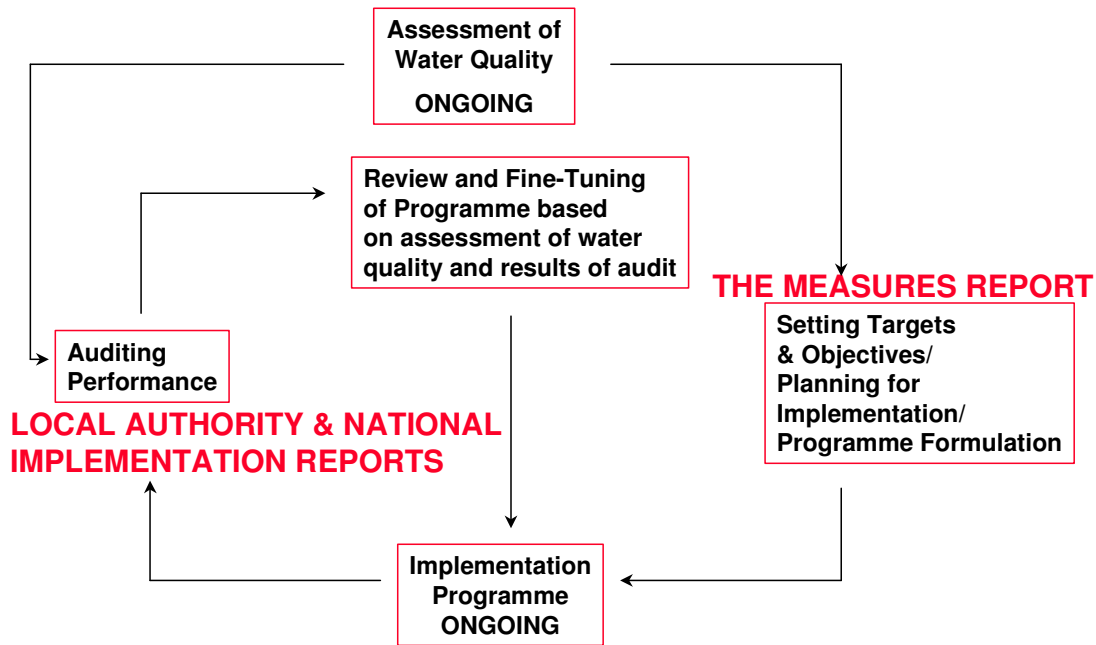 Assessment of
Water Quality
ONGOING
Review and Fine-Tuning
of Programme based
on assessment of water
quality and results of audit
THE MEASURES REPORT
Setting Targets
& Objectives/
Planning for
Implementation/
Programme Formulation
Auditing
Performance
LOCAL AUTHORITY & NATIONAL
IMPLEMENTATION REPORTS
Implementation
Programme
ONGOING